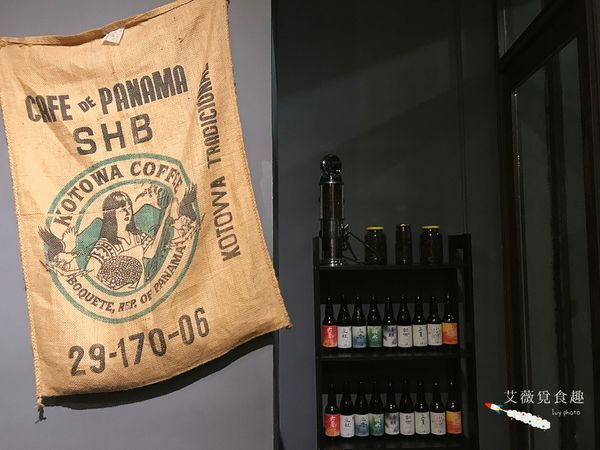 CAFE DE PANAMA
SHB
KOTOWA TRADICIONAL
KOTOWA COFFEE
BOQUETE, REP. OF PANAMA
29-170-06
艾薇覓食趣
Ivy photo